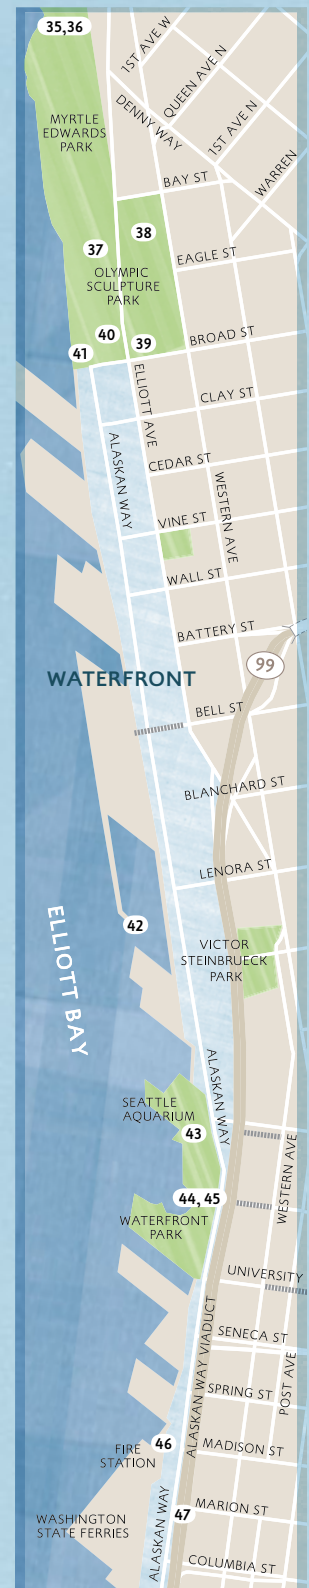 35,36
1ST AVE W
QUEEN AVE N
DENNY WAY
1ST AVE N
MYRTLE
EDWARDS
PARK
WARREN
BAY ST
38
37
EAGLE ST
OLYMPIC
SCULPTURE
PARK
40
39
BROAD ST
41
ELLIOTT AVE
CLAY ST
ALASKAN WAY
CEDAR ST
WESTERN AVE
VINE ST
WALL ST
BATTERY ST
99
WATERFRONT
BELL ST
BLANCHARD ST
LENORA ST
ELLIOTT BAY
42
VICTOR
STEINBRUECK
PARK
ALASKAN WAY
SEATTLE
AQUARIUM
43
WESTERN AVE
44, 45
WATERFRONT
PARK
UNIVERSITY
ALASKAN WAY VIADUCT
SENECA ST
POST AVE
SPRING ST
46
FIRE
STATION
MADISON ST
ALASKAN WAY
47
MARION ST
WASHINGTON
STATE FERRIES
COLUMBIA ST